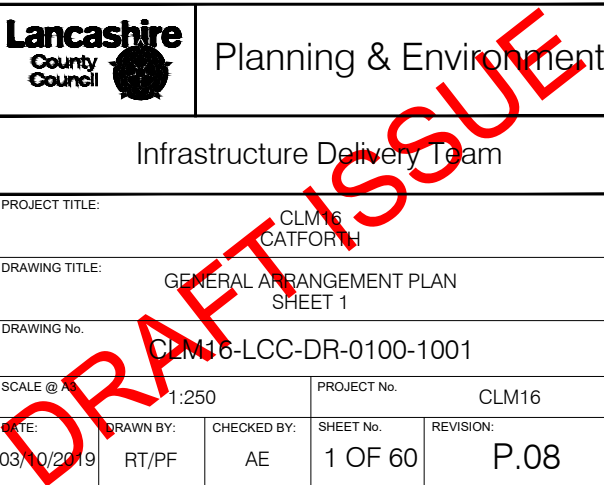 Lancashire
County
Council
Planning & Environment
Infrastructure Delivery Team
PROJECT TITLE:
CLM16
CATFORTH
DRAWING TITLE:
GENERAL ARRANGEMENT PLAN
SHEET 1
DRAWING No.
CLM16-LCC-DR-0100-1001
SCALE @ A3
1:250
PROJECT No.
CLM16
DATE:
03/10/2019
DRAWN BY:
RT/PF
CHECKED BY:
AE
SHEET No.
1 OF 60
REVISION:
P.08
DRAFT ISSUE